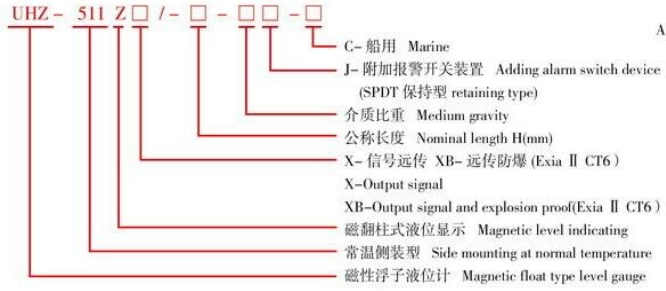 UHZ- 511 Z□/-□-□□-□
A
C- 船用 Marine
J- 附加报警开关装置 Adding alarm switch device
(SPDT 保持型 retaining type)
介质比重 Medium gravity
公称长度 Nominal length H(mm)
X- 信号远传 XB- 远传防爆 (Exia Ⅱ CT6)
X-Output signal
XB-Output signal and explosion proof(Exia Ⅱ CT6)
磁翻柱式液位显示 Magnetic level indicating
常温侧装型 Side mounting at normal temperature
磁性浮子液位计 Magnetic float type level gauge